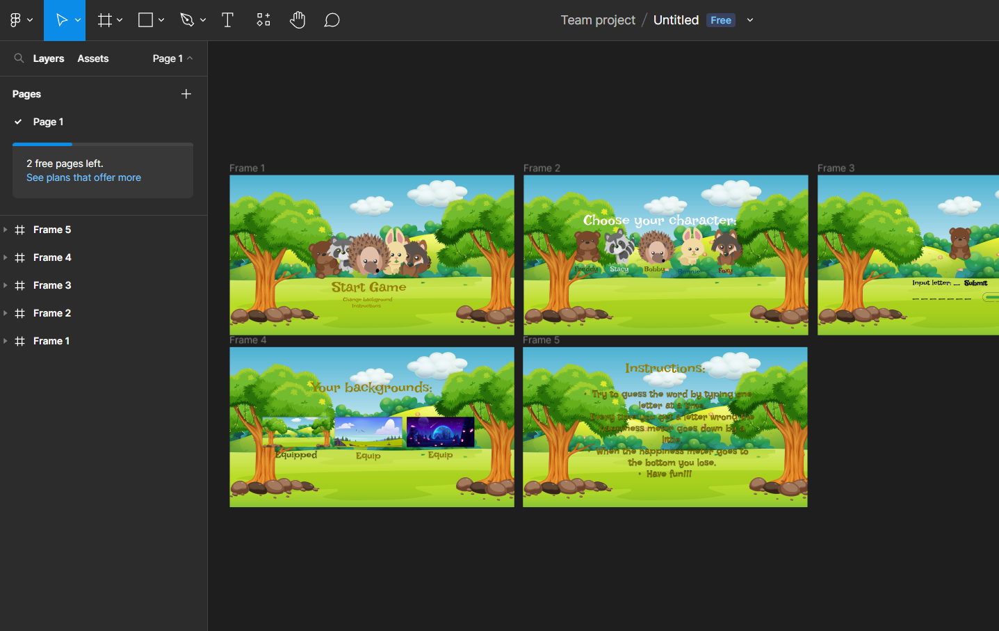 Team project / Untitled Free
Layers Assets Page 1
Pages
Page 1
2 free pages left.
See plans that offer more
Frame 5
Frame 4
Frame 3
Frame 2
Frame 1
Frame 1
Start Game
Change background
Instructions
Frame 2
Choose your character:
Freddy Stacy Bobby Bonnie Foxy
Frame 3
Input letter: __ Submit
Frame 4
Your backgrounds:
Equipped Equip Equip
Frame 5
Instructions:
• Try to guess the word by typing one
letter at a time.
Every time you get a letter wrong the
happiness meter goes down by a
little.
• when the happiness meter goes to
the bottom you lose.
• Have fun!!!